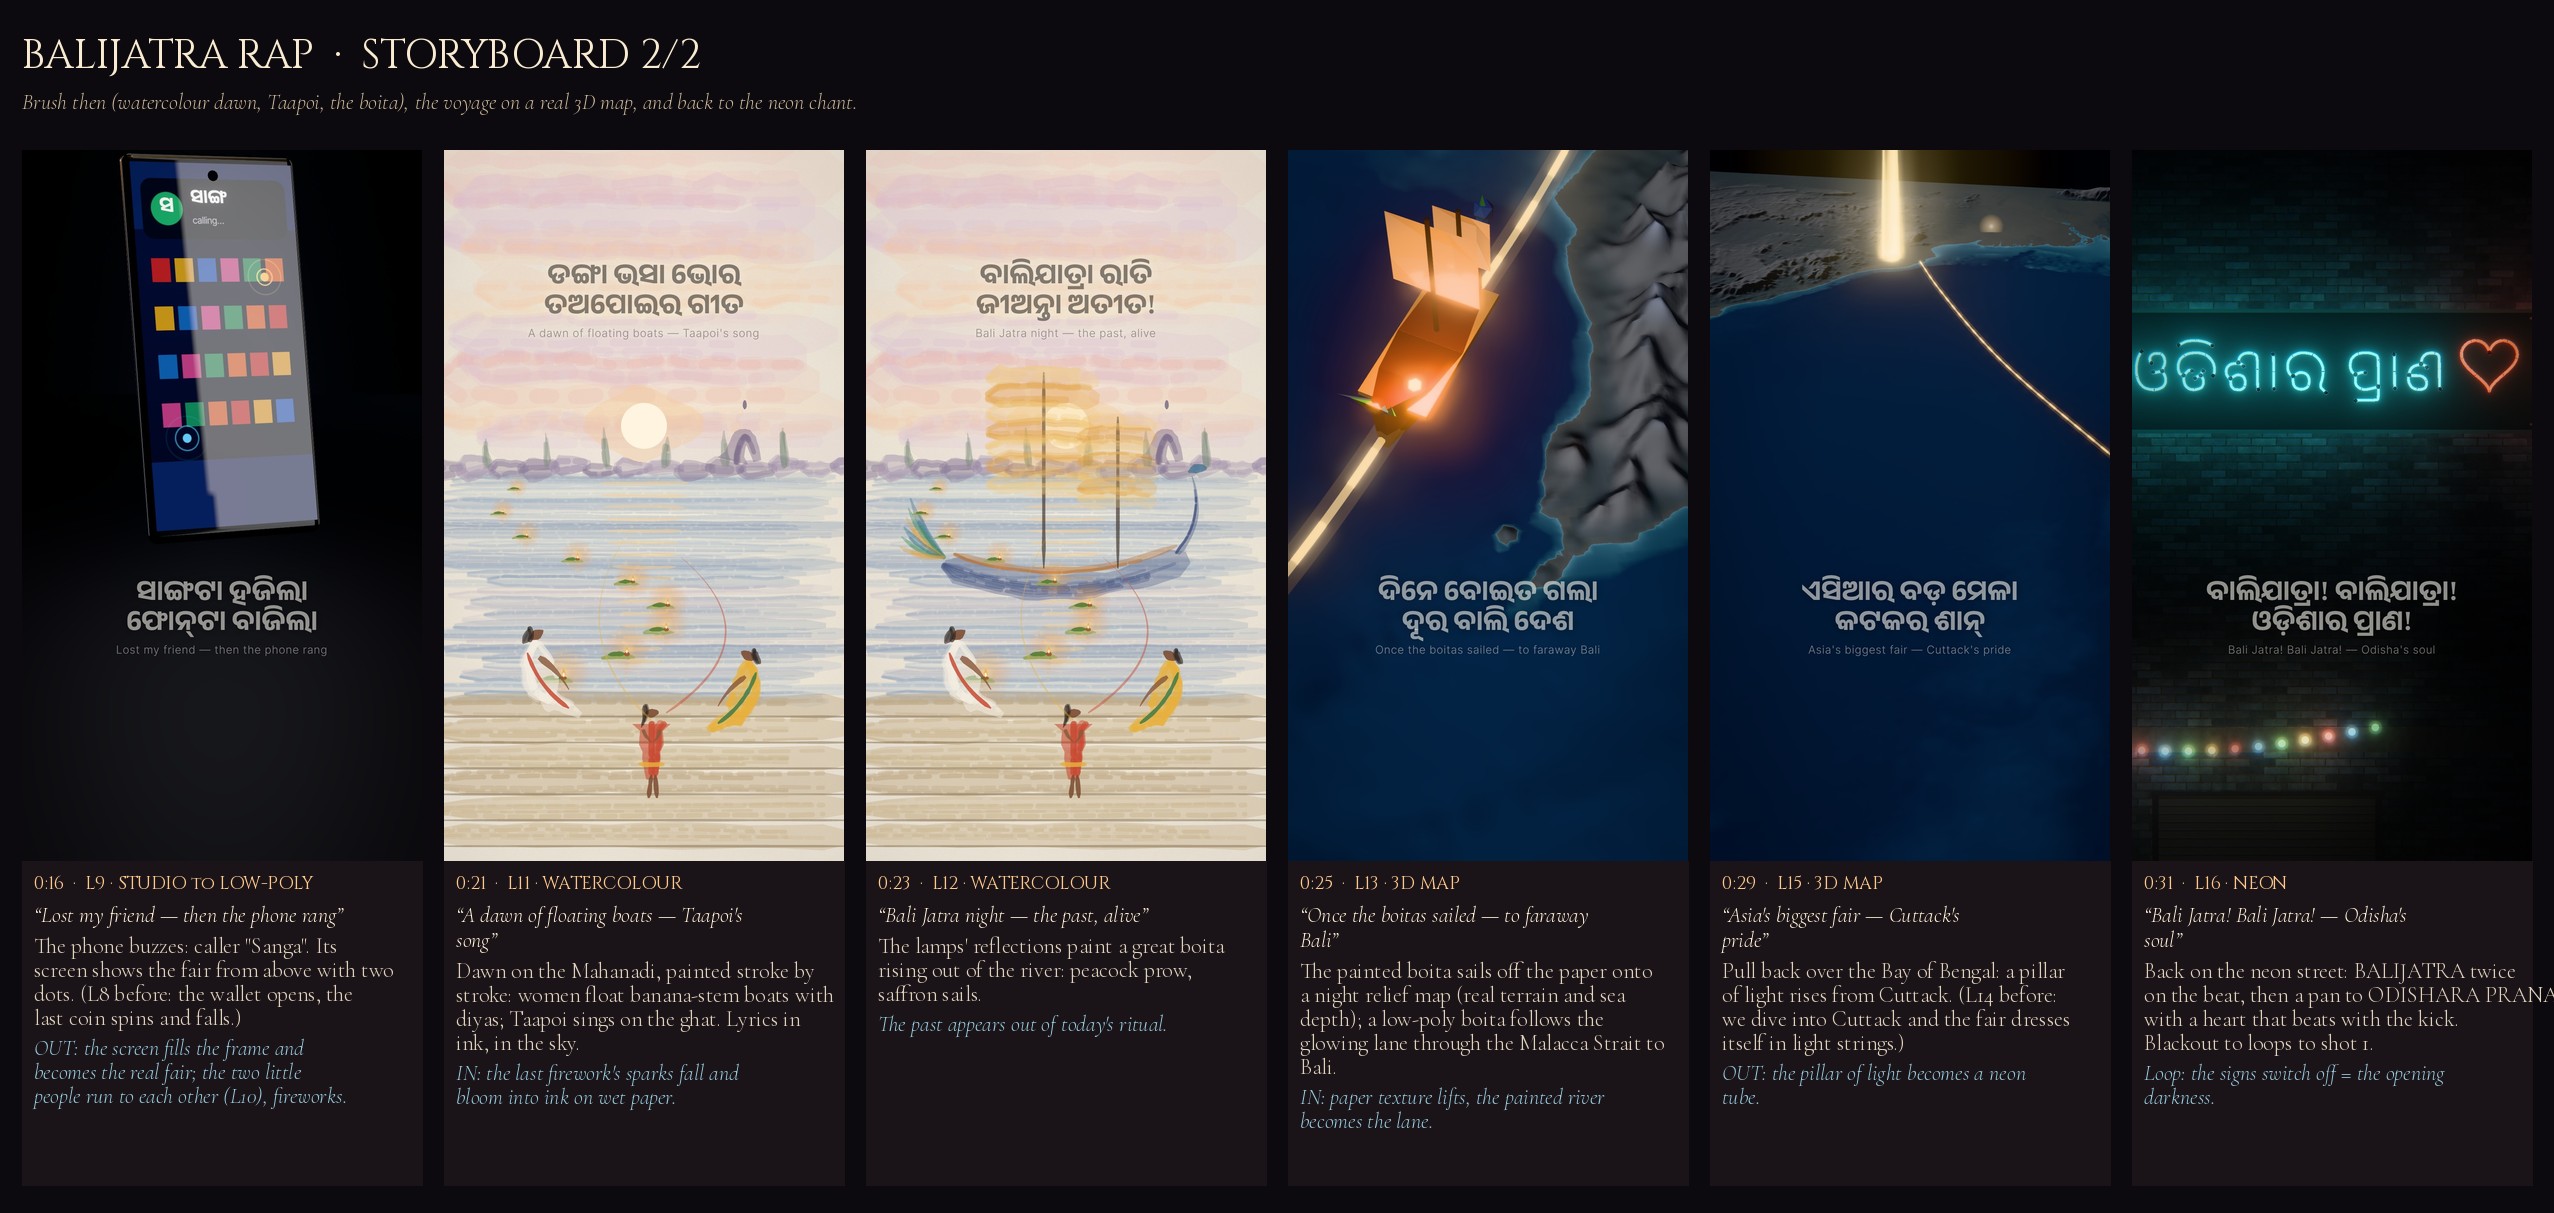 BALIJATRA RAP · STORYBOARD 2/2
Brush then (watercolour dawn, Taapoi, the boita), the voyage on a real 3D map, and back to the neon chant.
ସ
ସାଙ୍ଗ
calling...
ସାଙ୍ଗଟା ହଜିଲା
ଫୋନ୍‌ଟା ବାଜିଲା
Lost my friend — then the phone rang
0:16 · L9 · STUDIO TO LOW-POLY
“Lost my friend — then the phone rang”
The phone buzzes: caller "Sanga". Its
screen shows the fair from above with two
dots. (L8 before: the wallet opens, the
last coin spins and falls.)
OUT: the screen fills the frame and
becomes the real fair; the two little
people run to each other (L10), fireworks.
ଡଙ୍ଗା ଭସା ଭୋର
ତଅପୋଇର ଗୀତ
A dawn of floating boats — Taapoi's song
0:21 · L11 · WATERCOLOUR
“A dawn of floating boats — Taapoi's
song”
Dawn on the Mahanadi, painted stroke by
stroke: women float banana-stem boats with
diyas; Taapoi sings on the ghat. Lyrics in
ink, in the sky.
IN: the last firework's sparks fall and
bloom into ink on wet paper.
ବାଲିଯାତ୍ରା ରାତି
ଜୀଅନ୍ତା ଅତୀତ!
Bali Jatra night — the past, alive
0:23 · L12 · WATERCOLOUR
“Bali Jatra night — the past, alive”
The lamps' reflections paint a great boita
rising out of the river: peacock prow,
saffron sails.
The past appears out of today's ritual.
ଦିନେ ବୋଇତ ଗଲା
ଦୂର ବାଲି ଦେଶ
Once the boitas sailed — to faraway Bali
0:25 · L13 · 3D MAP
“Once the boitas sailed — to faraway
Bali”
The painted boita sails off the paper onto
a night relief map (real terrain and sea
depth); a low-poly boita follows the
glowing lane through the Malacca Strait to
Bali.
IN: paper texture lifts, the painted river
becomes the lane.
ଏସିଆର ବଡ଼ ମେଳା
କଟକର ଶାନ୍
Asia's biggest fair — Cuttack's pride
0:29 · L15 · 3D MAP
“Asia's biggest fair — Cuttack's
pride”
Pull back over the Bay of Bengal: a pillar
of light rises from Cuttack. (L14 before:
we dive into Cuttack and the fair dresses
itself in light strings.)
OUT: the pillar of light becomes a neon
tube.
ଓଡିଶାର ପ୍ରାଣ
ବାଲିଯାତ୍ରା! ବାଲିଯାତ୍ରା!
ଓଡ଼ିଶାର ପ୍ରାଣ!
Bali Jatra! Bali Jatra! — Odisha's soul
0:31 · L16 · NEON
“Bali Jatra! Bali Jatra! — Odisha's
soul”
Back on the neon street: BALIJATRA twice
on the beat, then a pan to ODISHARA PRANA
with a heart that beats with the kick.
Blackout to loops to shot 1.
Loop: the signs switch off = the opening
darkness.